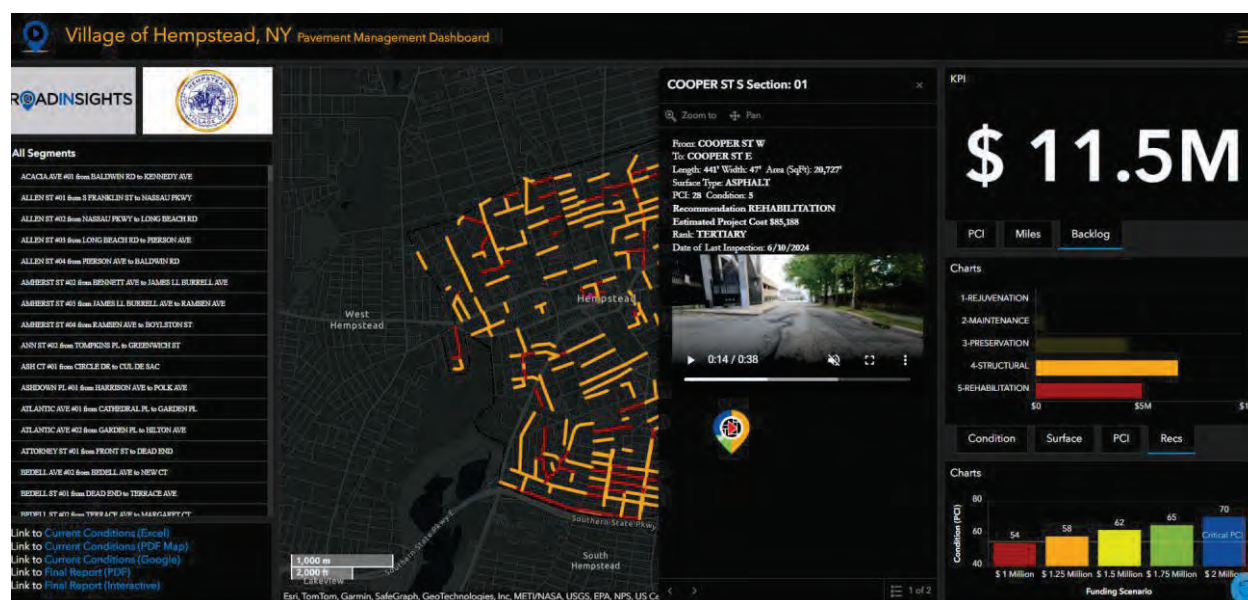 Village of Hempstead, NY Pavement Management Dashboard
ROADINSIGHTS
All Segments
ACACIA AVE #01 from BALDWIN RD to KENNEDY AVE
ALLEN ST #01 from S FRANKLIN ST to NASSAU PKWY
ALLEN ST #02 from NASSAU PKWY to LONG BEACH RD
ALLEN ST #03 from LONG BEACH RD to PIERSON AVE
ALLEN ST #04 from PIERSON AVE to BALDWIN RD
AMHERST ST #02 from BENNETT AVE to JAMES LL BURRELL AVE
AMHERST ST #03 from JAMES LL BURRELL AVE to RAMSEN AVE
AMHERST ST #04 from RAMSEN AVE to BOYLSTON ST
ANN ST #02 from TOMPKINS PL to GREENWICH ST
ASH CT #01 from CIRCLE DR to CUL DE SAC
ASHDOWN PL #01 from HARRISON AVE to POLK AVE
ATLANTIC AVE #01 from CATHEDRAL PL to GARDEN PL
ATLANTIC AVE #02 from GARDEN PL to HILTON AVE
ATTORNEY ST #01 from FRONT ST to DEAD END
BEDELL AVE #02 from BEDELL AVE to NEW CT
BEDELL ST #01 from DEAD END to TERRACE AVE
BEDELL ST #02 from TERRACE AVE to MARGARET CT
Link to Current Conditions (Excel)
Link to Current Conditions (PDF Map)
Link to Current Conditions (Google)
Link to Final Report (PDF)
Link to Final Report (Interactive)
West
Hempstead
Hempstead
Southern State Pkwy
Southern State Pkwy E
South
Hempstead
Lakeview
1,000 m
2,000 ft
Esri, TomTom, Garmin, SafeGraph, GeoTechnologies, Inc, METI/NASA, USGS, EPA, NPS, US Ce
COOPER ST S Section: 01
Zoom to Pan
From: COOPER ST W
To: COOPER ST E
Length: 441' Width: 47' Area (SqFt): 20,727'
Surface Type: ASPHALT
PCI: 28 Condition: 5
Recommendation REHABILITATION
Estimated Project Cost $85,188
Rank: TERTIARY
Date of Last Inspection: 6/10/2024
0:14 / 0:38
1 of 2
KPI
$ 11.5M
PCI Miles Backlog
Charts
1-REJUVENATION
2-MAINTENANCE
3-PRESERVATION
4-STRUCTURAL
5-REHABILITATION
$0 $5M $1
Condition Surface PCI Recs
Charts
Condition (PCI)
80
60
40
54 58 62 65 70
Critical PCI
$ 1 Million $ 1.25 Million $ 1.5 Million $ 1.75 Million $ 2 Million
Funding Scenario